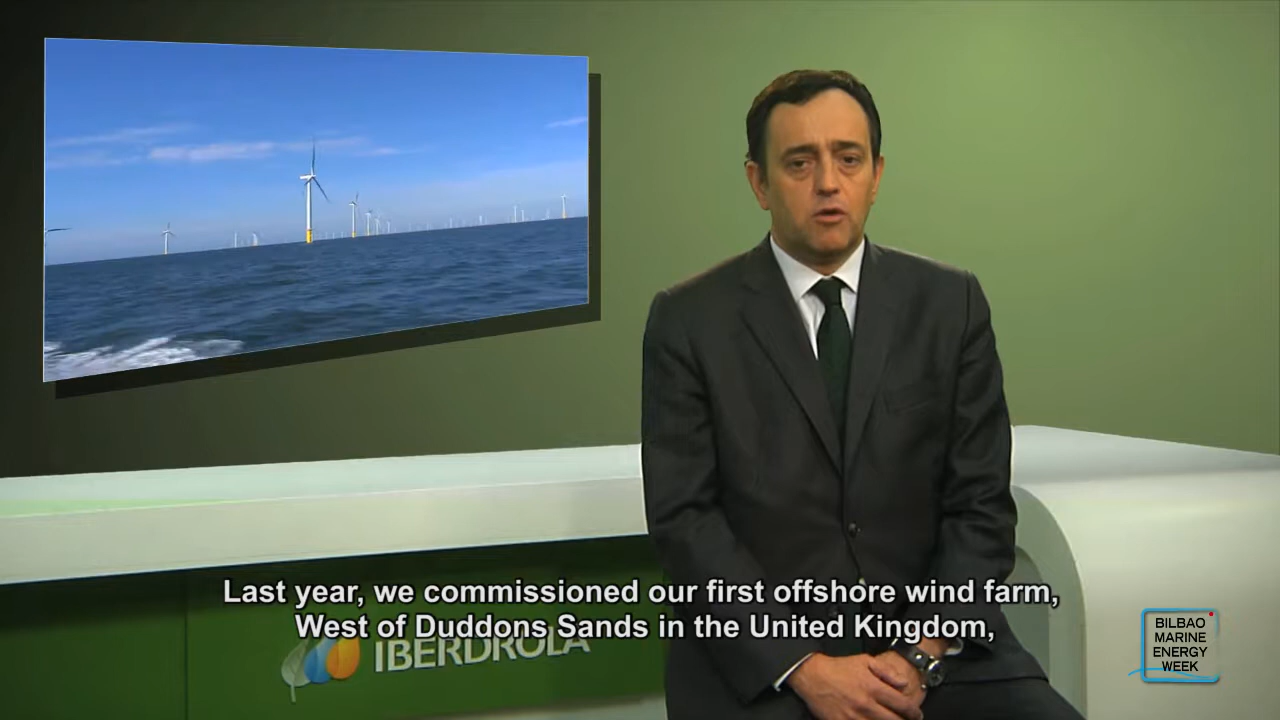 Last year, we commissioned our first offshore wind farm,
West of Duddons Sands in the United Kingdom,
IBERDROLA
BILBAO
MARINE
ENERGY
WEEK